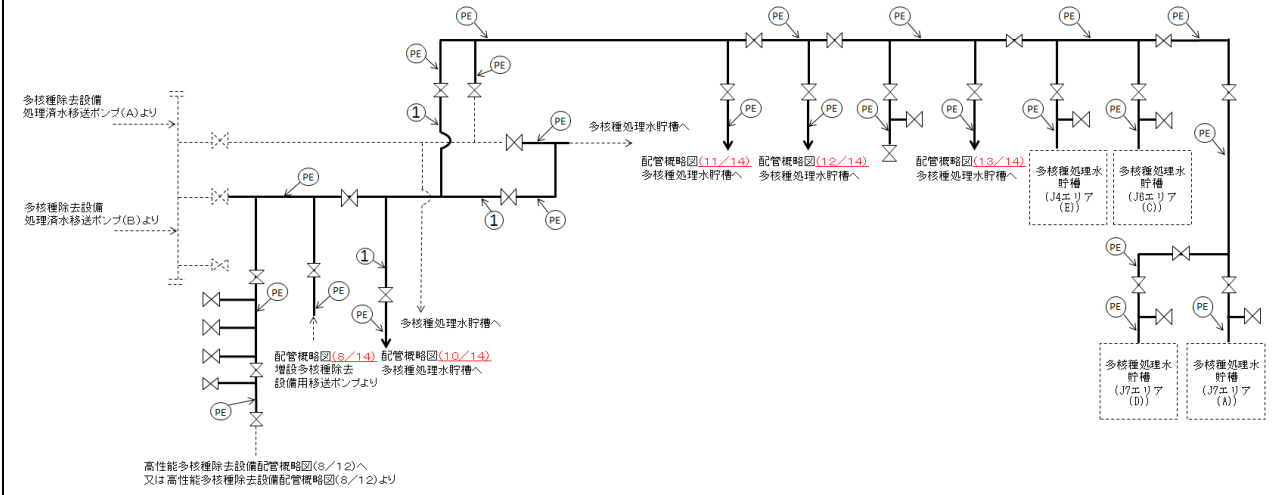 PE
PE
PE
PE
PE
PE
PE
多核種除去設備
処理済水移送ポンプ(A)より
①
PE
PE
PE
PE
PE
PE
PE
PE
多核種処理水貯槽へ
配管概略図(11/14)
多核種処理水貯槽へ
配管概略図(12/14)
多核種処理水貯槽へ
配管概略図(13/14)
多核種処理水貯槽へ
多核種処理水
貯槽
(J4エリア
(E))
多核種処理水
貯槽
(J6エリア
(C))
PE
多核種除去設備
処理済水移送ポンプ(B)より
①
PE
①
PE
PE
PE
PE
PE
PE
多核種処理水貯槽へ
配管概略図(8/14)
増設多核種除去
設備用移送ポンプより
配管概略図(10/14)
多核種処理水貯槽へ
多核種処理水
貯槽
(J7エリア
(D))
多核種処理水
貯槽
(J7エリア
(A))
PE
高性能多核種除去設備配管概略図(8/12)へ
又は高性能多核種除去設備配管概略図(8/12)より